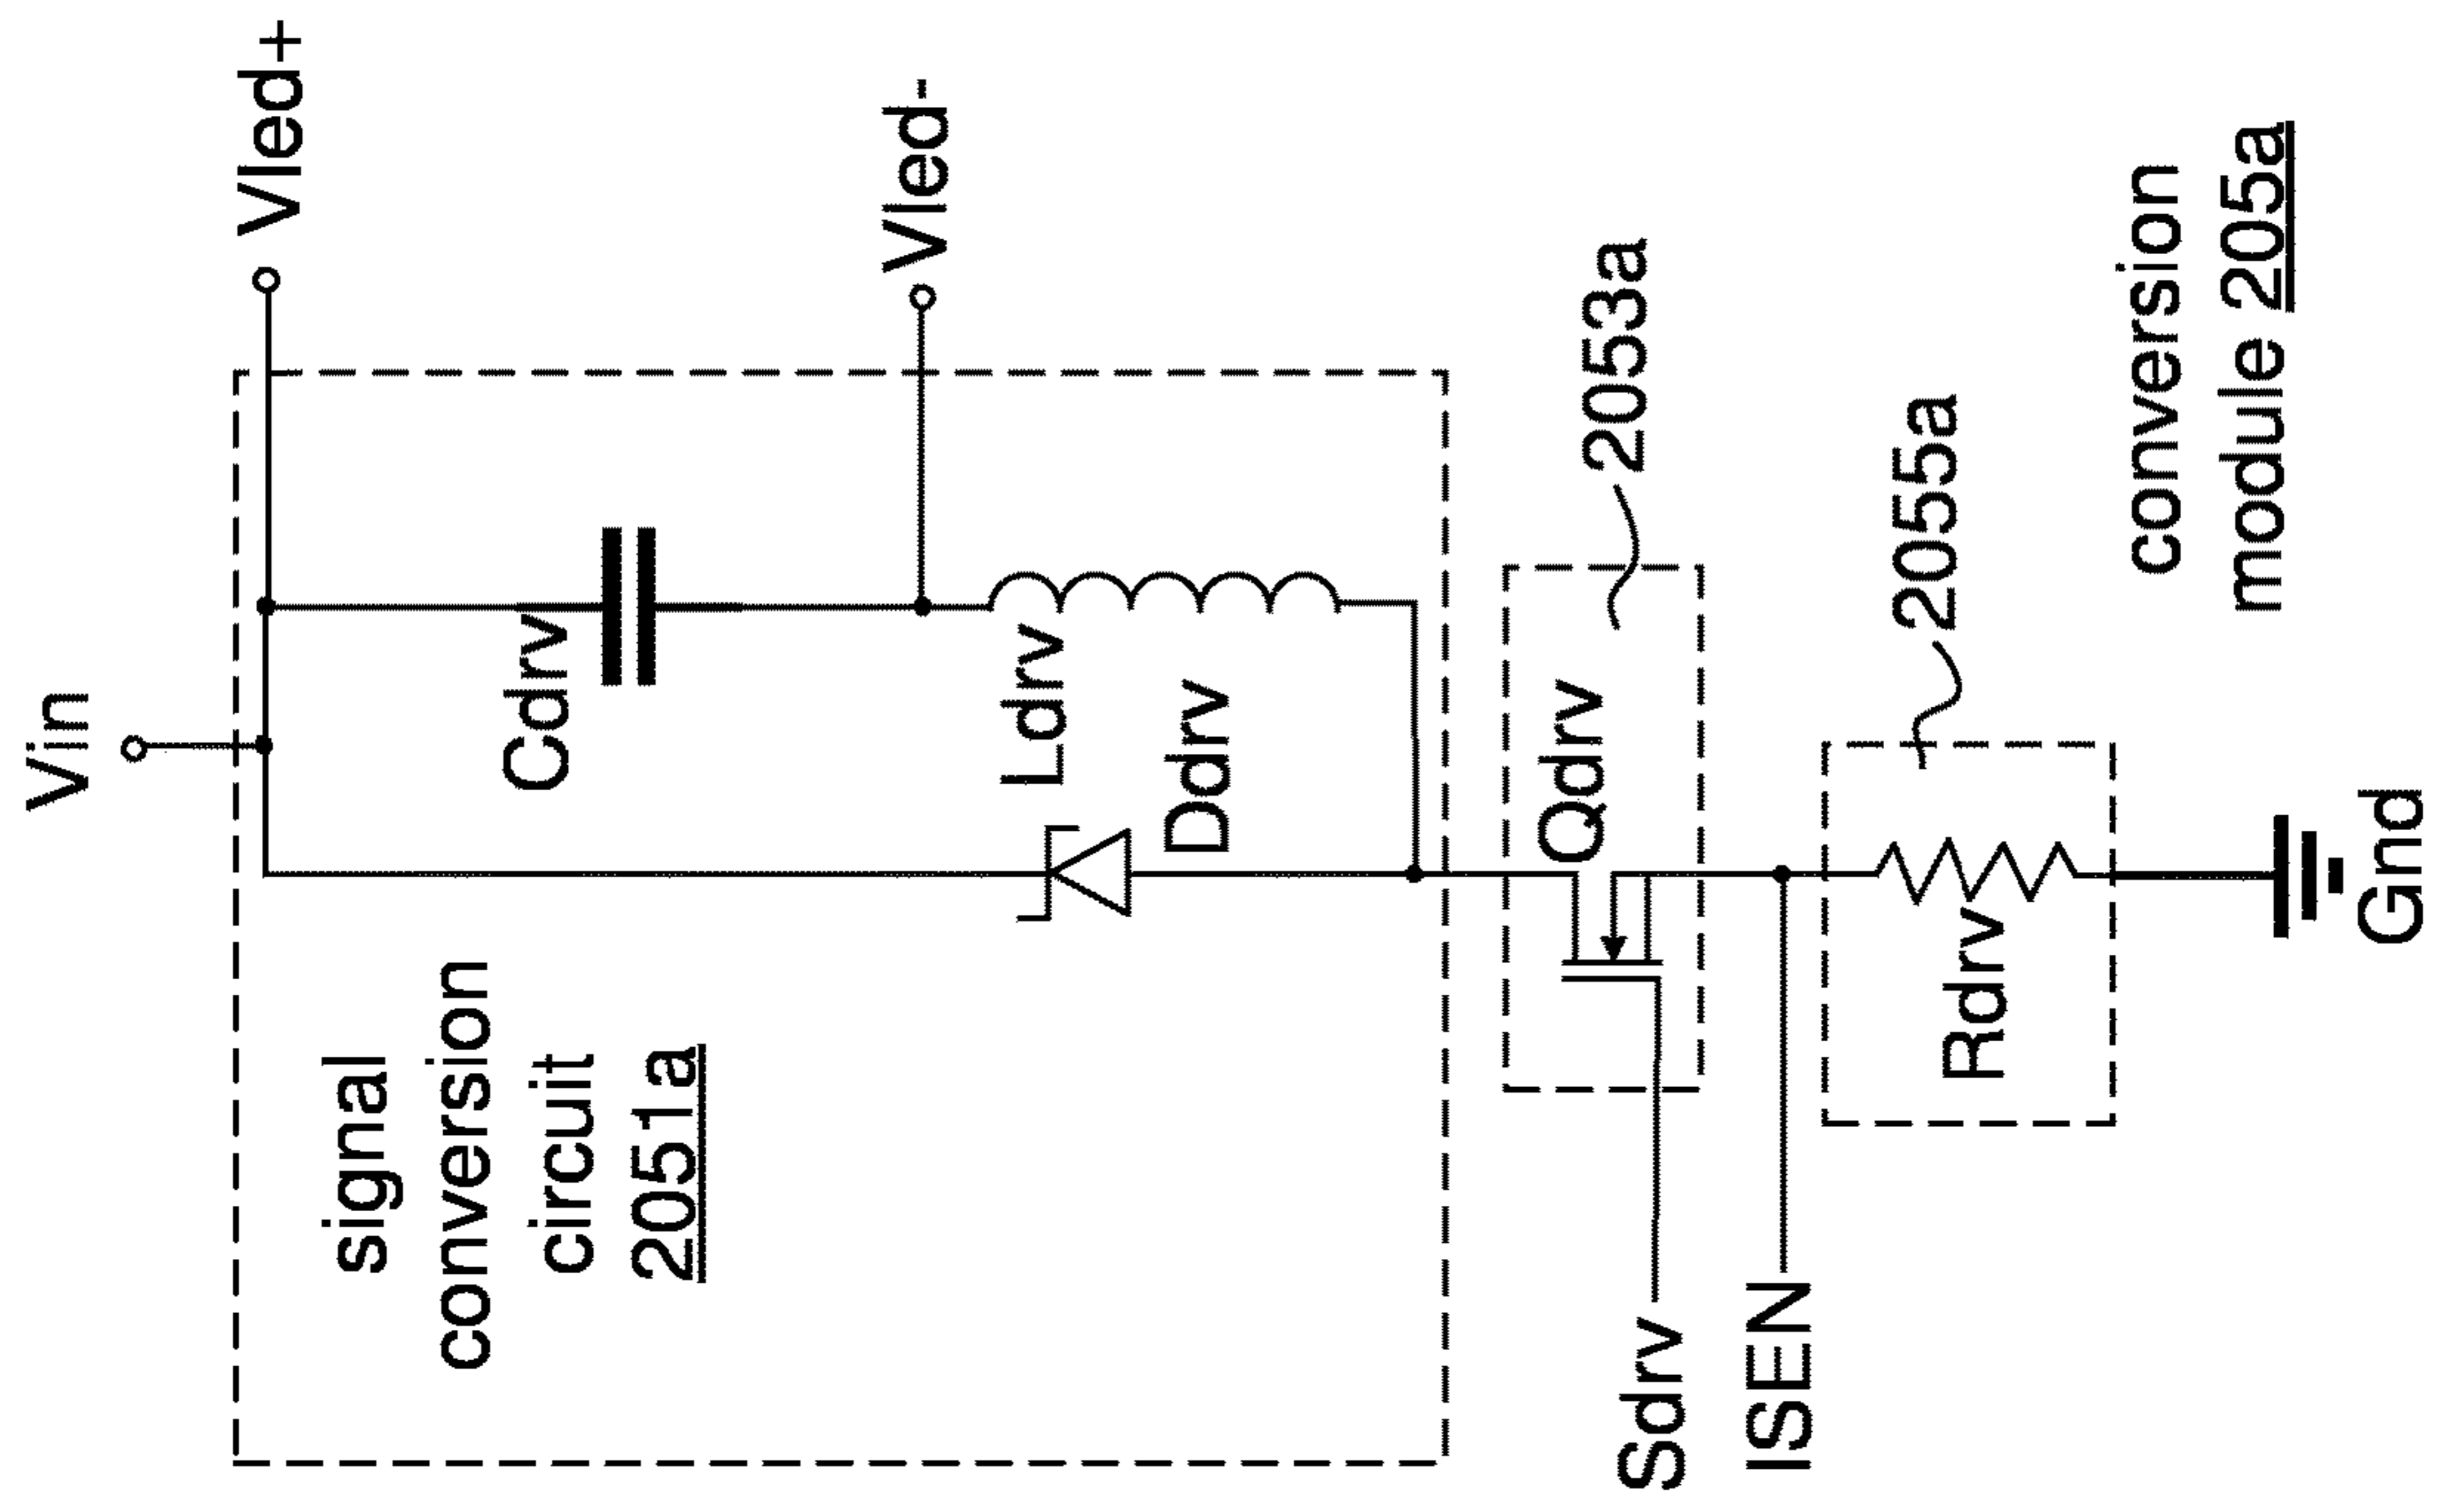 Vin
Vled+
Cdrv
signal
conversion
circuit
2051a
Vled-
Ldrv
Ddrv
Qdrv
2053a
Sdrv
ISEN
2055a
Rdrv
conversion
module 205a
Gnd